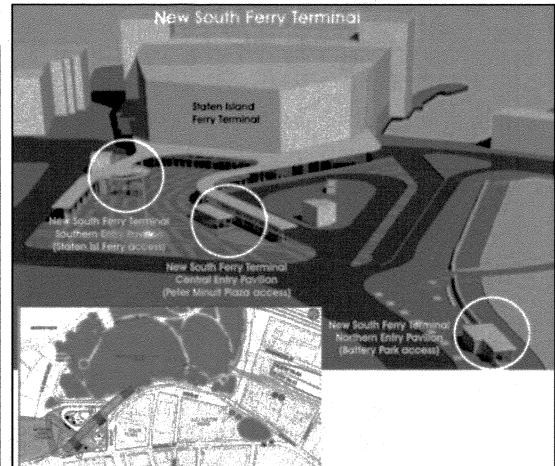 New South Ferry Terminal
Staten Island
Ferry Terminal
New South Ferry Terminal
Southern Entry Pavilion
(Staten Isl Ferry access)
New South Ferry Terminal
Central Entry Pavilion
(Peter Minuit Plaza access)
New South Ferry Terminal
Northern Entry Pavilion
(Battery Park access)